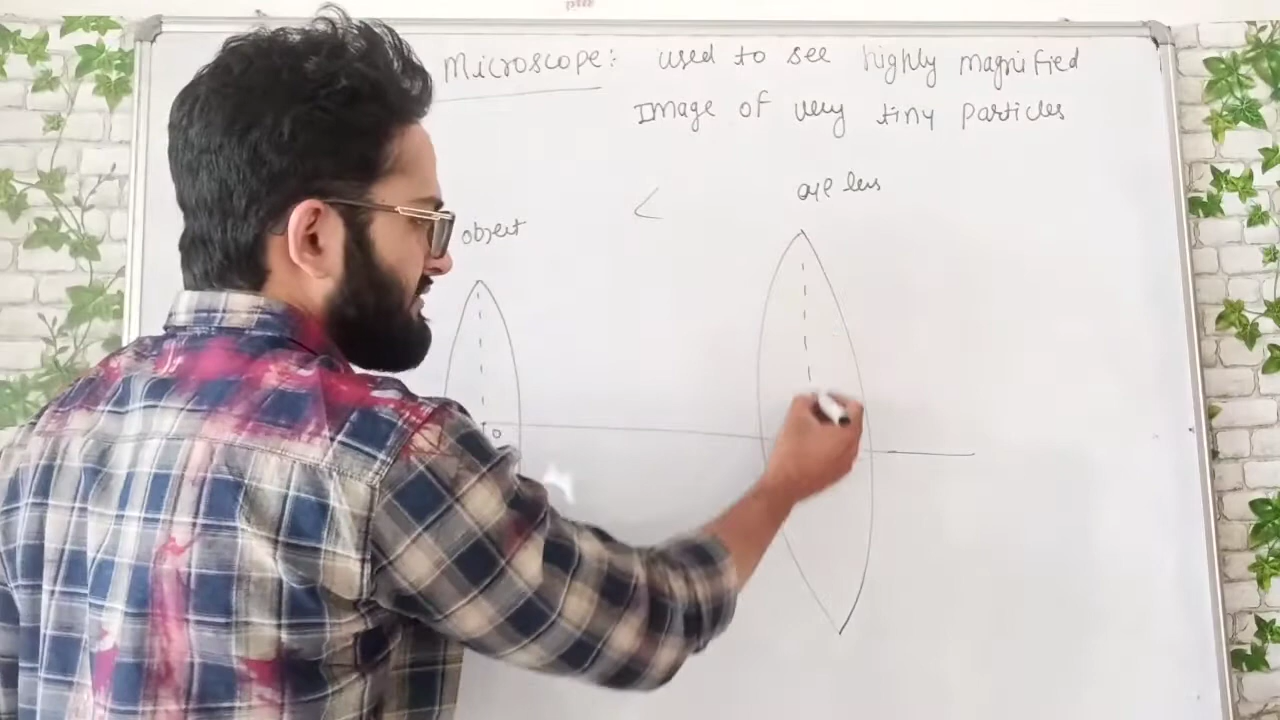 Microscope: used to see highly magnified
Image of very tiny particles
eye lens
<
object
O